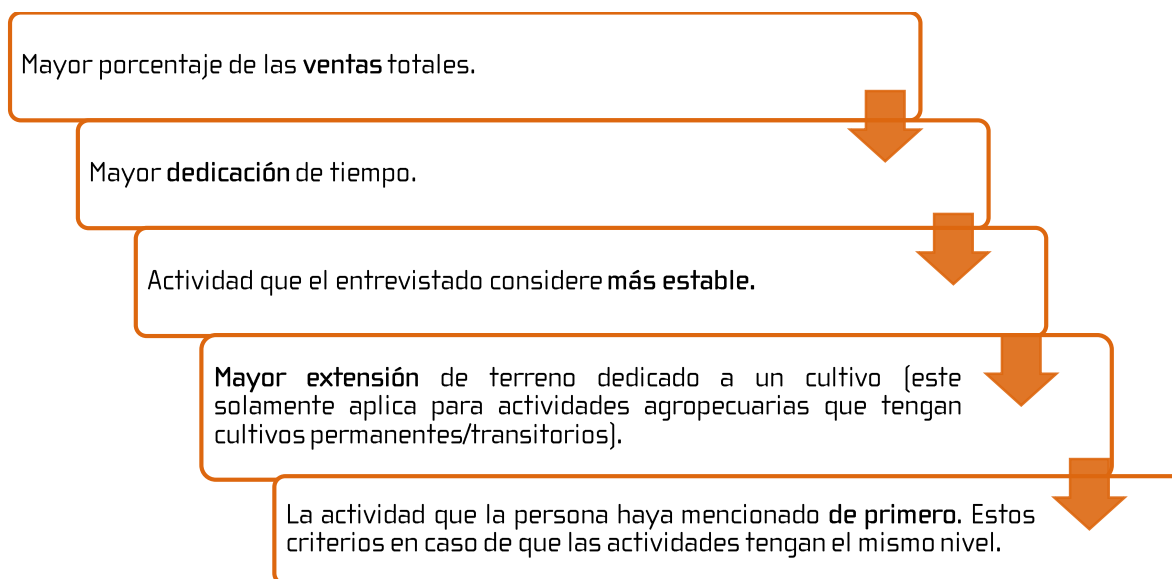 Mayor porcentaje de las ventas totales.
Mayor dedicación de tiempo.
Actividad que el entrevistado considere más estable.
Mayor extensión de terreno dedicado a un cultivo (este
solamente aplica para actividades agropecuarias que tengan
cultivos permanentes/transitorios).
La actividad que la persona haya mencionado de primero. Estos
criterios en caso de que las actividades tengan el mismo nivel.